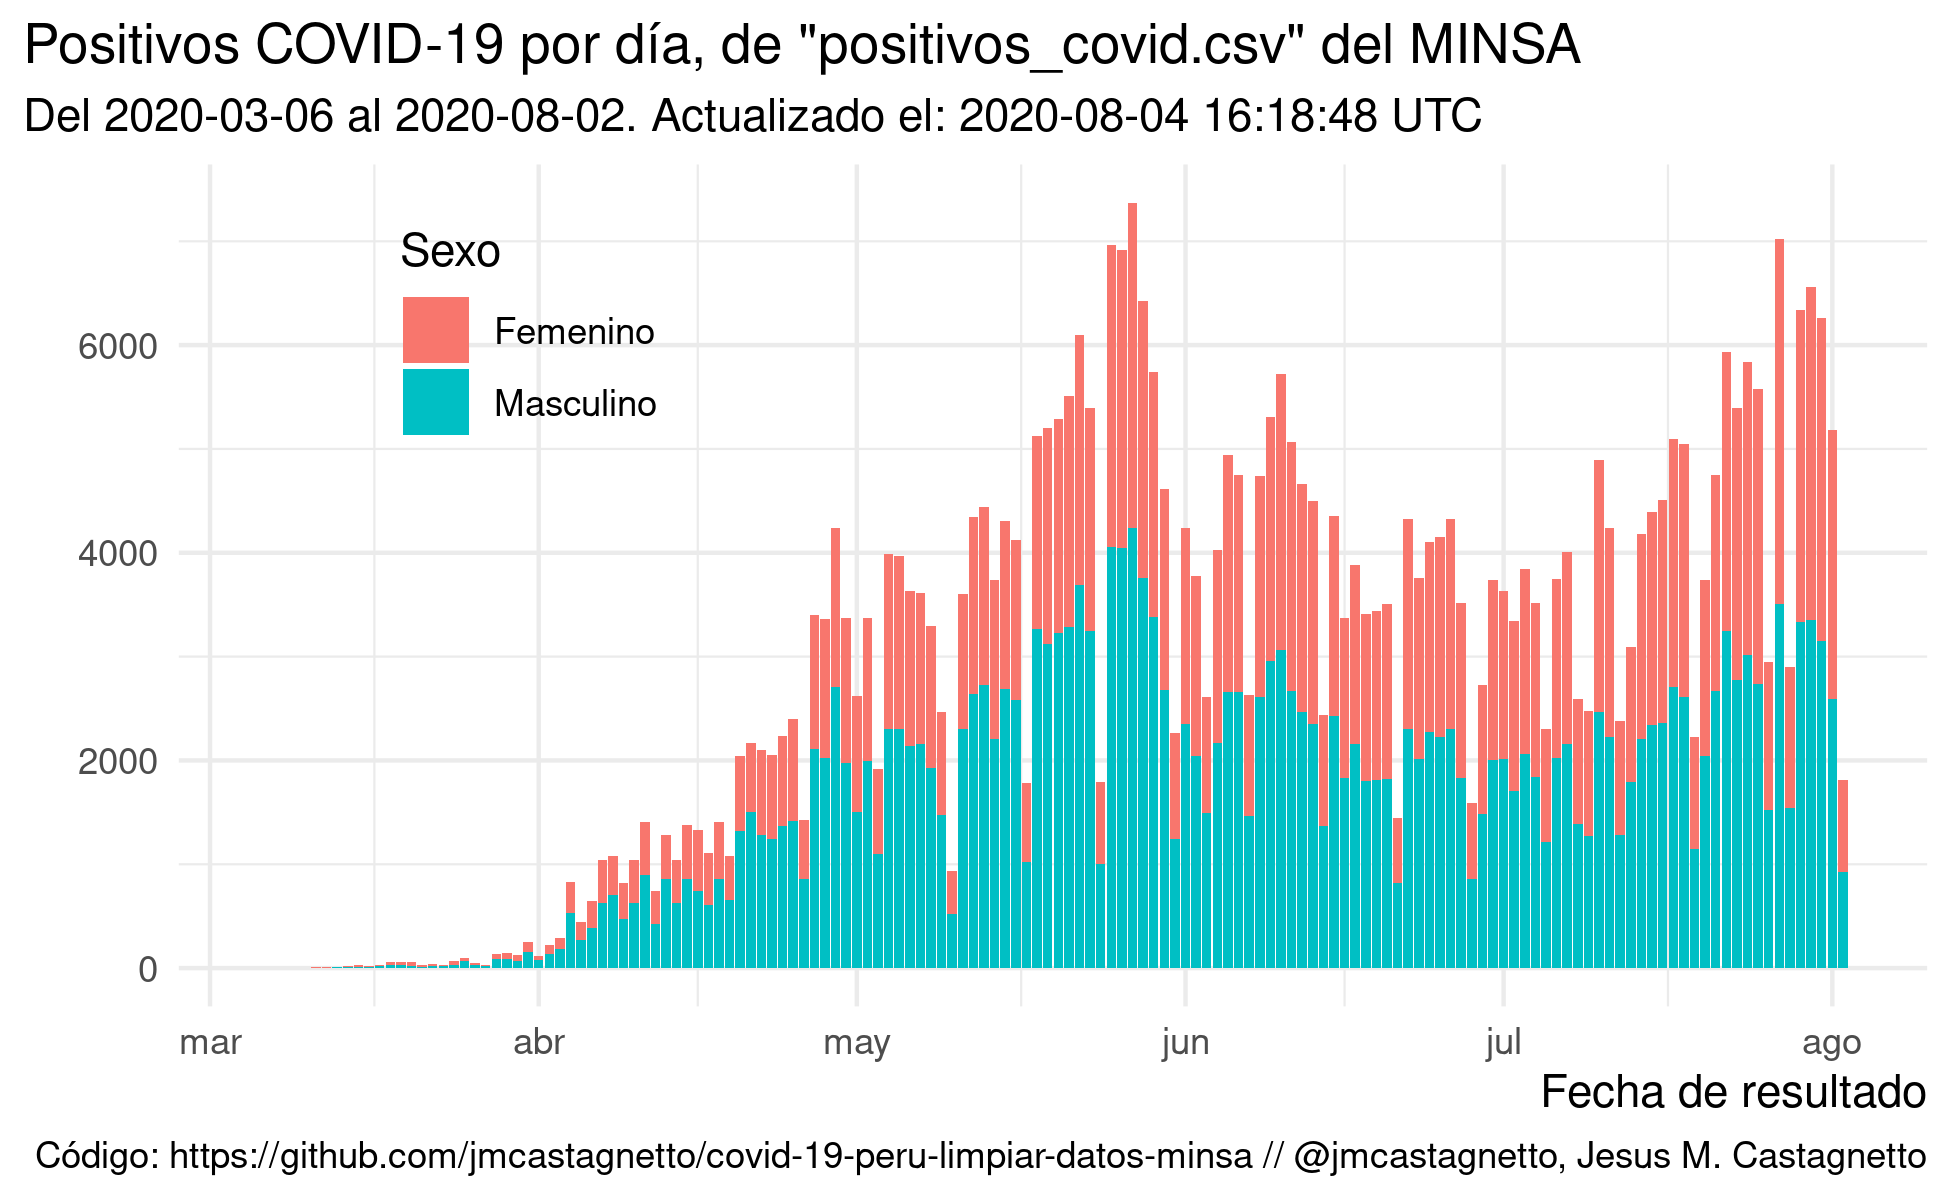 Positivos COVID-19 por día, de "positivos_covid.csv" del MINSA
Del 2020-03-06 al 2020-08-02. Actualizado el: 2020-08-04 16:18:48 UTC
Sexo
Femenino
Masculino
6000
4000
2000
0
mar abr may jun jul ago
Fecha de resultado
Código: https://github.com/jmcastagnetto/covid-19-peru-limpiar-datos-minsa // @jmcastagnetto, Jesus M. Castagnetto